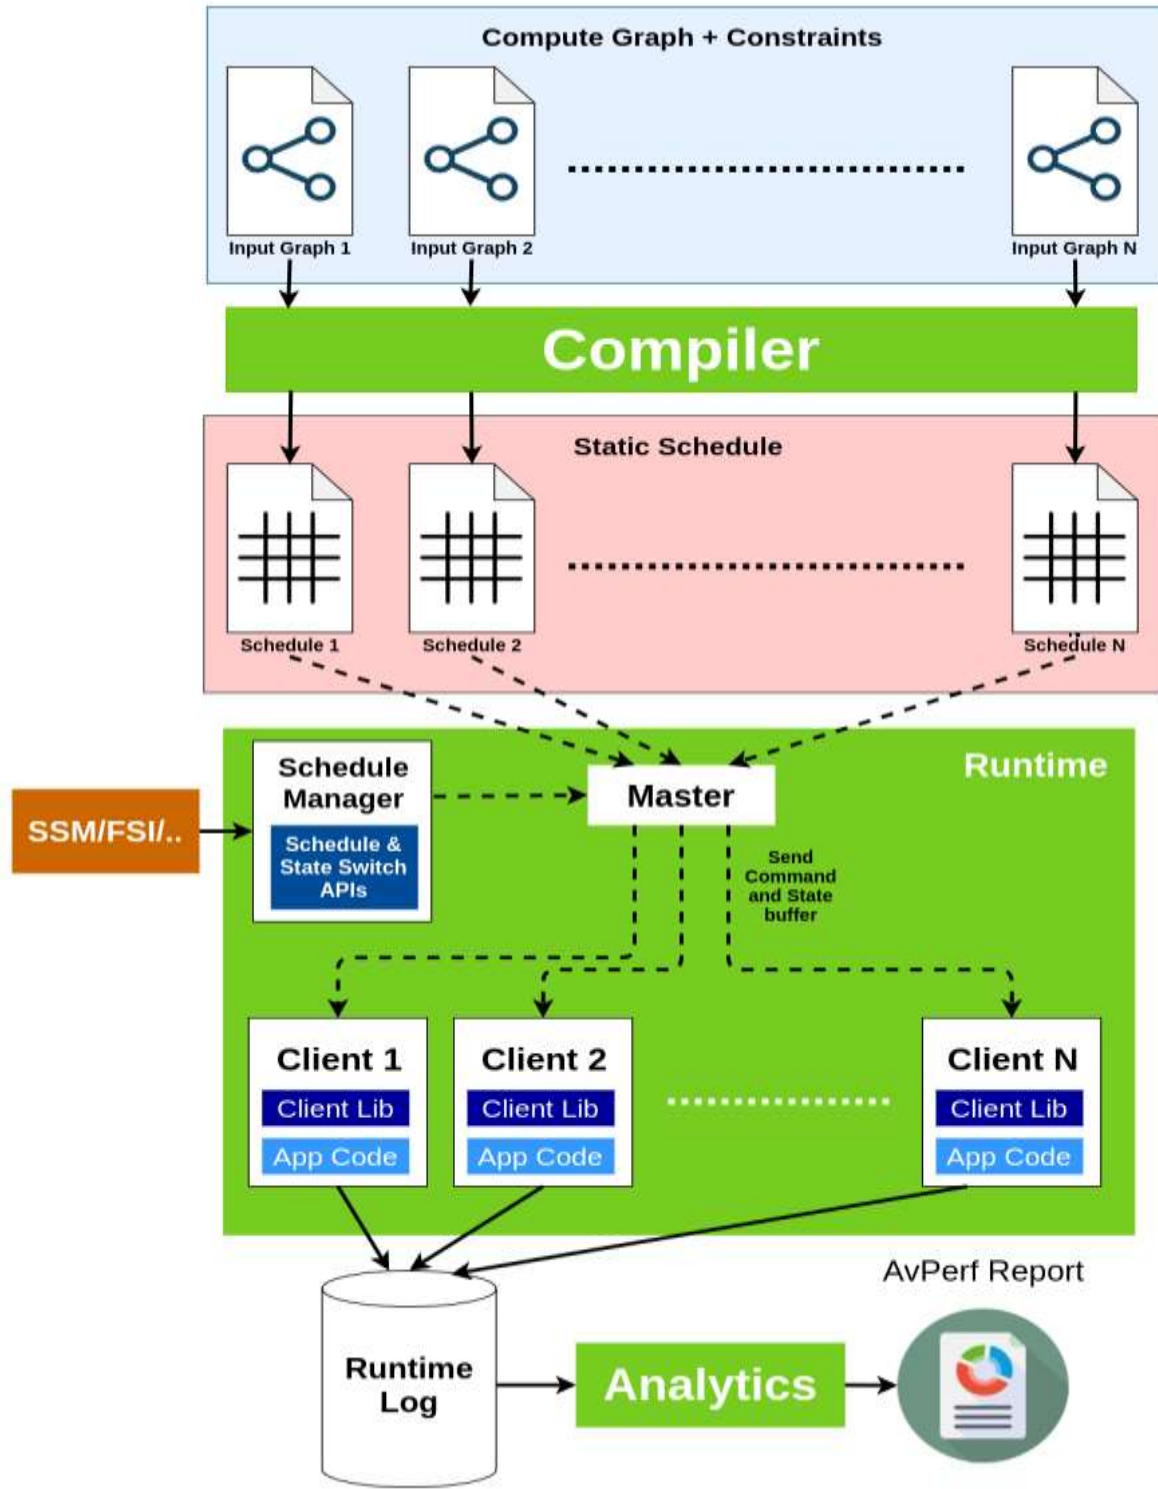 Compute Graph + Constraints
Input Graph 1
Input Graph 2
Input Graph N
Compiler
Static Schedule
Schedule 1
Schedule 2
Schedule N
Runtime
Schedule
Manager
Schedule &
State Switch
APIs
SSM/FSI/..
Master
Send
Command
and State
buffer
Client 1
Client Lib
App Code
Client 2
Client Lib
App Code
Client N
Client Lib
App Code
AvPerf Report
Runtime
Log
Analytics